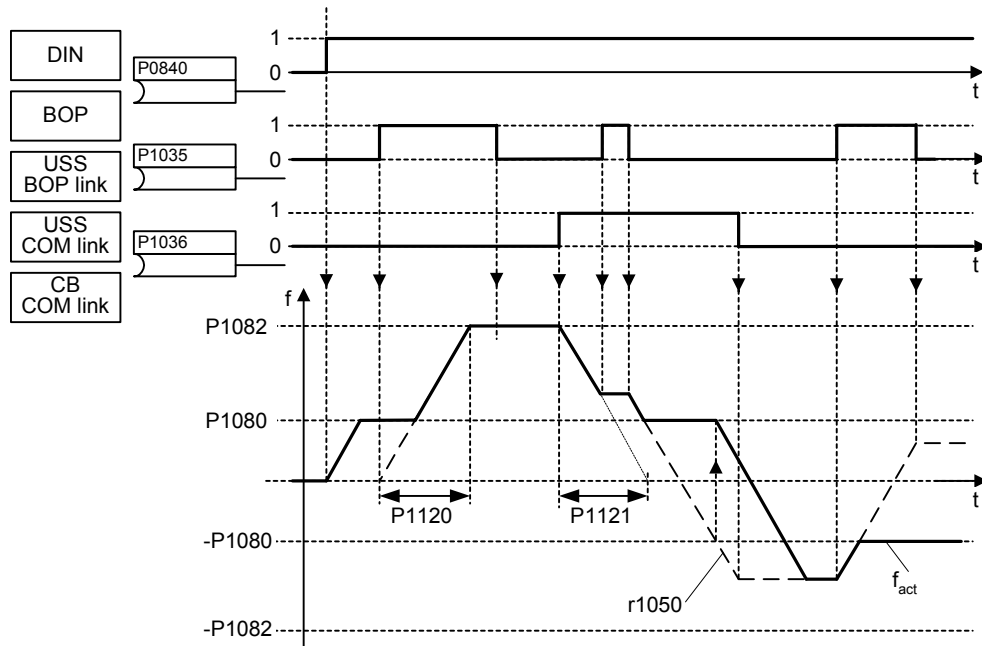 DIN
BOP
USS
BOP link
USS
COM link
CB
COM link
P0840
1
0
t
P1035
1
0
t
P1036
1
0
t
f
P1082
P1080
t
P1120
P1121
-P1080
r1050
fact
-P1082